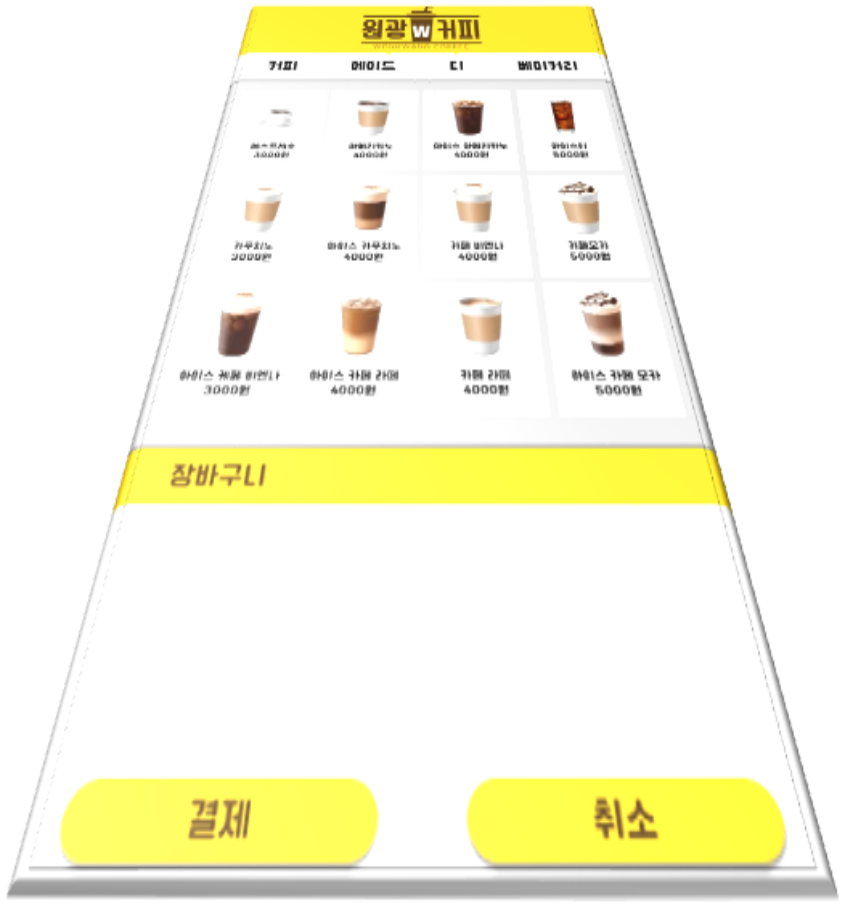 원광 W 커피
WONKWANG COFFEE
커피 에이드 티 베이커리
에스프레소 아메리카노 아이스 아메리카노 아이스티
3000원 4000원 4000원 5000원
카푸치노 아이스 카푸치노 카페 비엔나 카페모카
3000원 4000원 4000원 5000원
아이스 카페 비엔나 아이스 카페 라떼 카페 라떼 아이스 카페 모카
3000원 4000원 4000원 5000원
장바구니
결제 취소